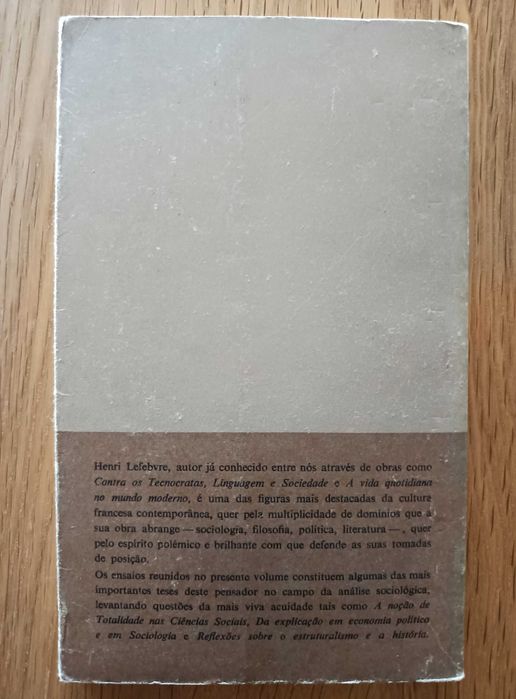 Henri Lefebvre, autor já conhecido entre nós através de obras como
Contra os Tecnocratas, Linguagem e Sociedade e A vida quotidiana
no mundo moderno, é uma das figuras mais destacadas da cultura
francesa contemporânea, quer pela multiplicidade de domínios que a
sua obra abrange — sociologia, filosofia, política, literatura — , quer
pelo espírito polémico e brilhante com que defende as suas tomadas
de posição.
Os ensaios reunidos no presente volume constituem algumas das mais
importantes teses deste pensador no campo da análise sociológica,
levantando questões da mais viva acuidade tais como A noção de
Totalidade nas Ciências Sociais, Da explicação em economia política
e em Sociologia e Reflexões sobre o estruturalismo e a história.